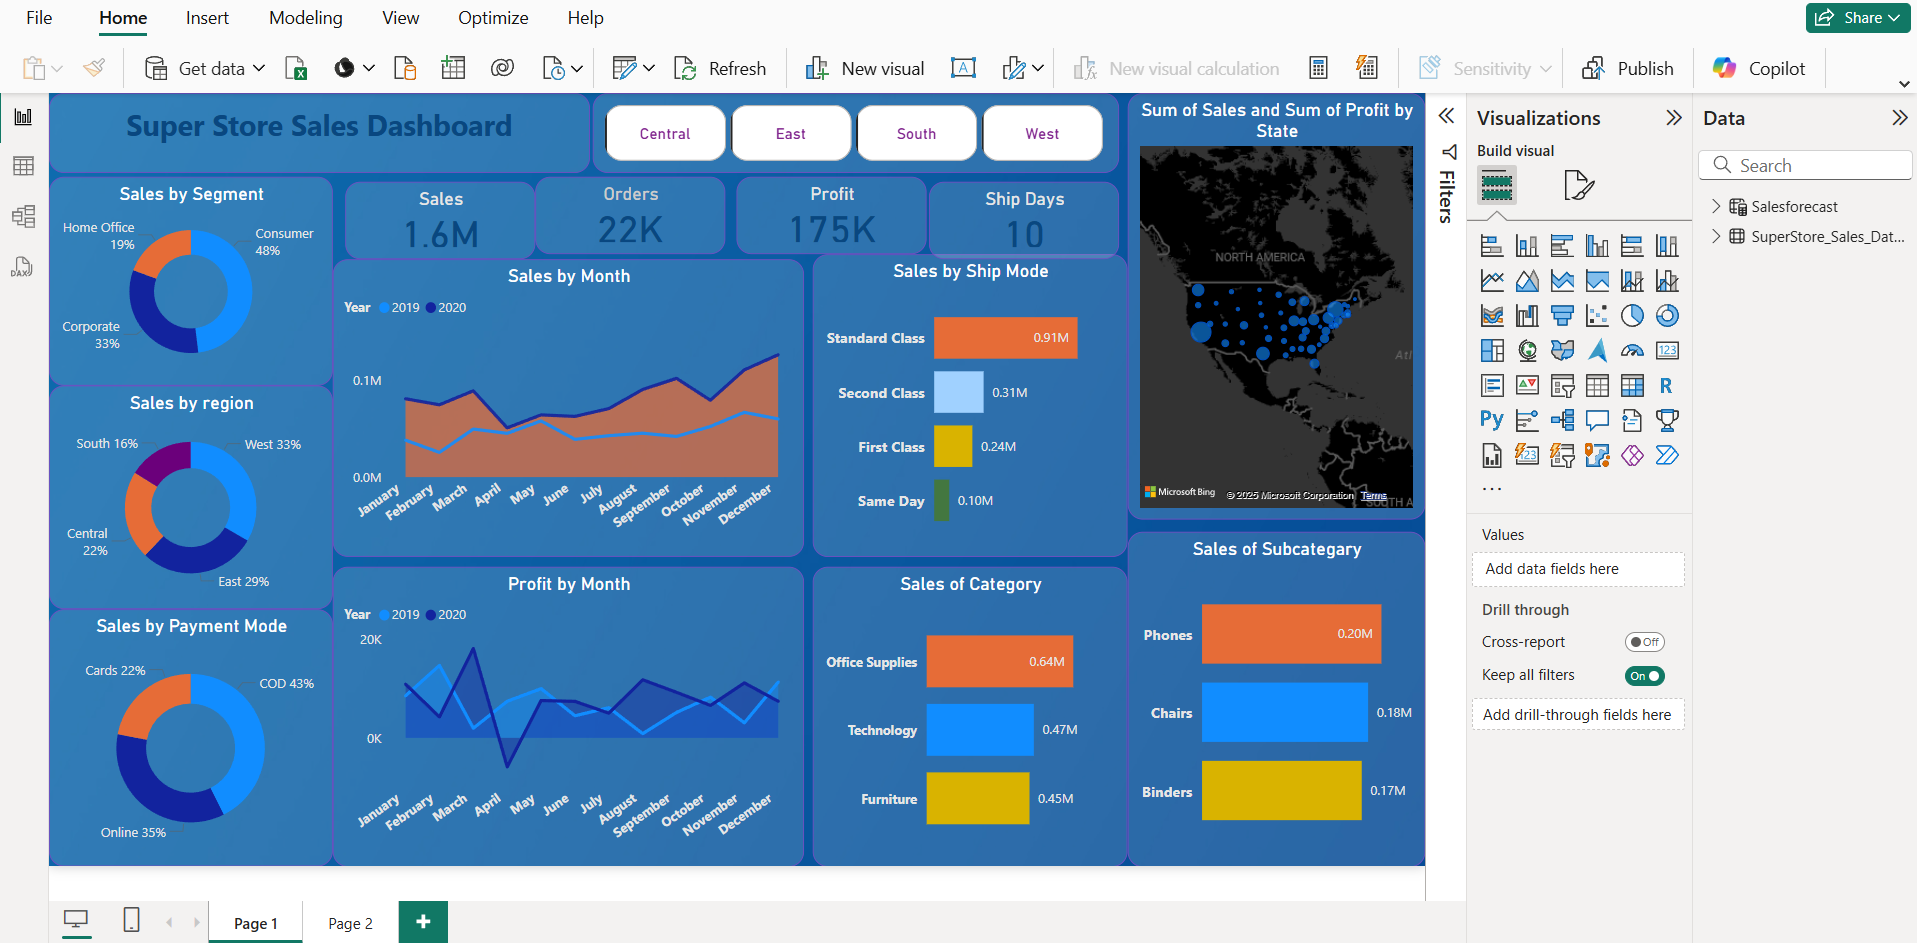 File Home Insert Modeling View Optimize Help Share
Get data Refresh New visual New visual calculation Sensitivity Publish Copilot
Super Store Sales Dashboard
Central East South West
Sales
1.6M
Orders
22K
Profit
175K
Ship Days
10
Sales by Segment
Home Office
19%
Consumer
48%
Corporate
33%
Sales by region
South 16%
West 33%
Central
22%
East 29%
Sales by Payment Mode
Cards 22%
COD 43%
Online 35%
Sales by Month
Year 2019 2020
0.1M
0.0M
January February March April May June July August September October November December
Profit by Month
Year 2019 2020
20K
0K
January February March April May June July August September October November December
Sales by Ship Mode
Standard Class 0.91M
Second Class 0.31M
First Class 0.24M
Same Day 0.10M
Sales of Category
Office Supplies 0.64M
Technology 0.47M
Furniture 0.45M
Sum of Sales and Sum of Profit by
State
NORTH AMERICA
Atl
SOUTH A
Microsoft Bing
© 2025 Microsoft Corporation Terms
Sales of Subcategary
Phones 0.20M
Chairs 0.18M
Binders 0.17M
Filters
Visualizations
Build visual
123
R
Py
123
...
Values
Add data fields here
Drill through
Cross-report Off
Keep all filters On
Add drill-through fields here
Data
Search
Salesforecast
SuperStore_Sales_Dat...
DAX
Page 1 Page 2 +